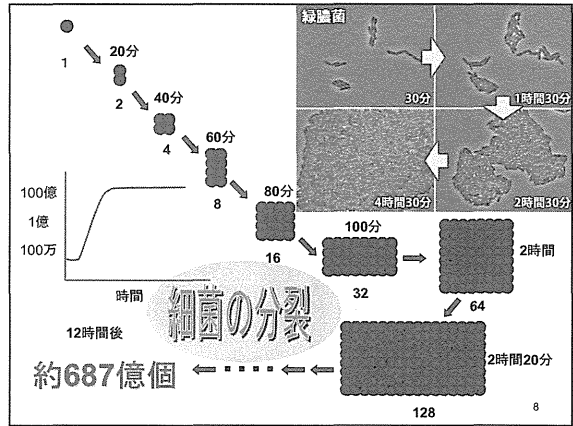 1
20分
2
40分
4
60分
8
80分
16
100分
32
2時間
64
2時間20分
128
緑膿菌
30分
1時間30分
4時間30分
2時間30分
100億
1億
100万
時間
細菌の分裂
12時間後
約687億個
8